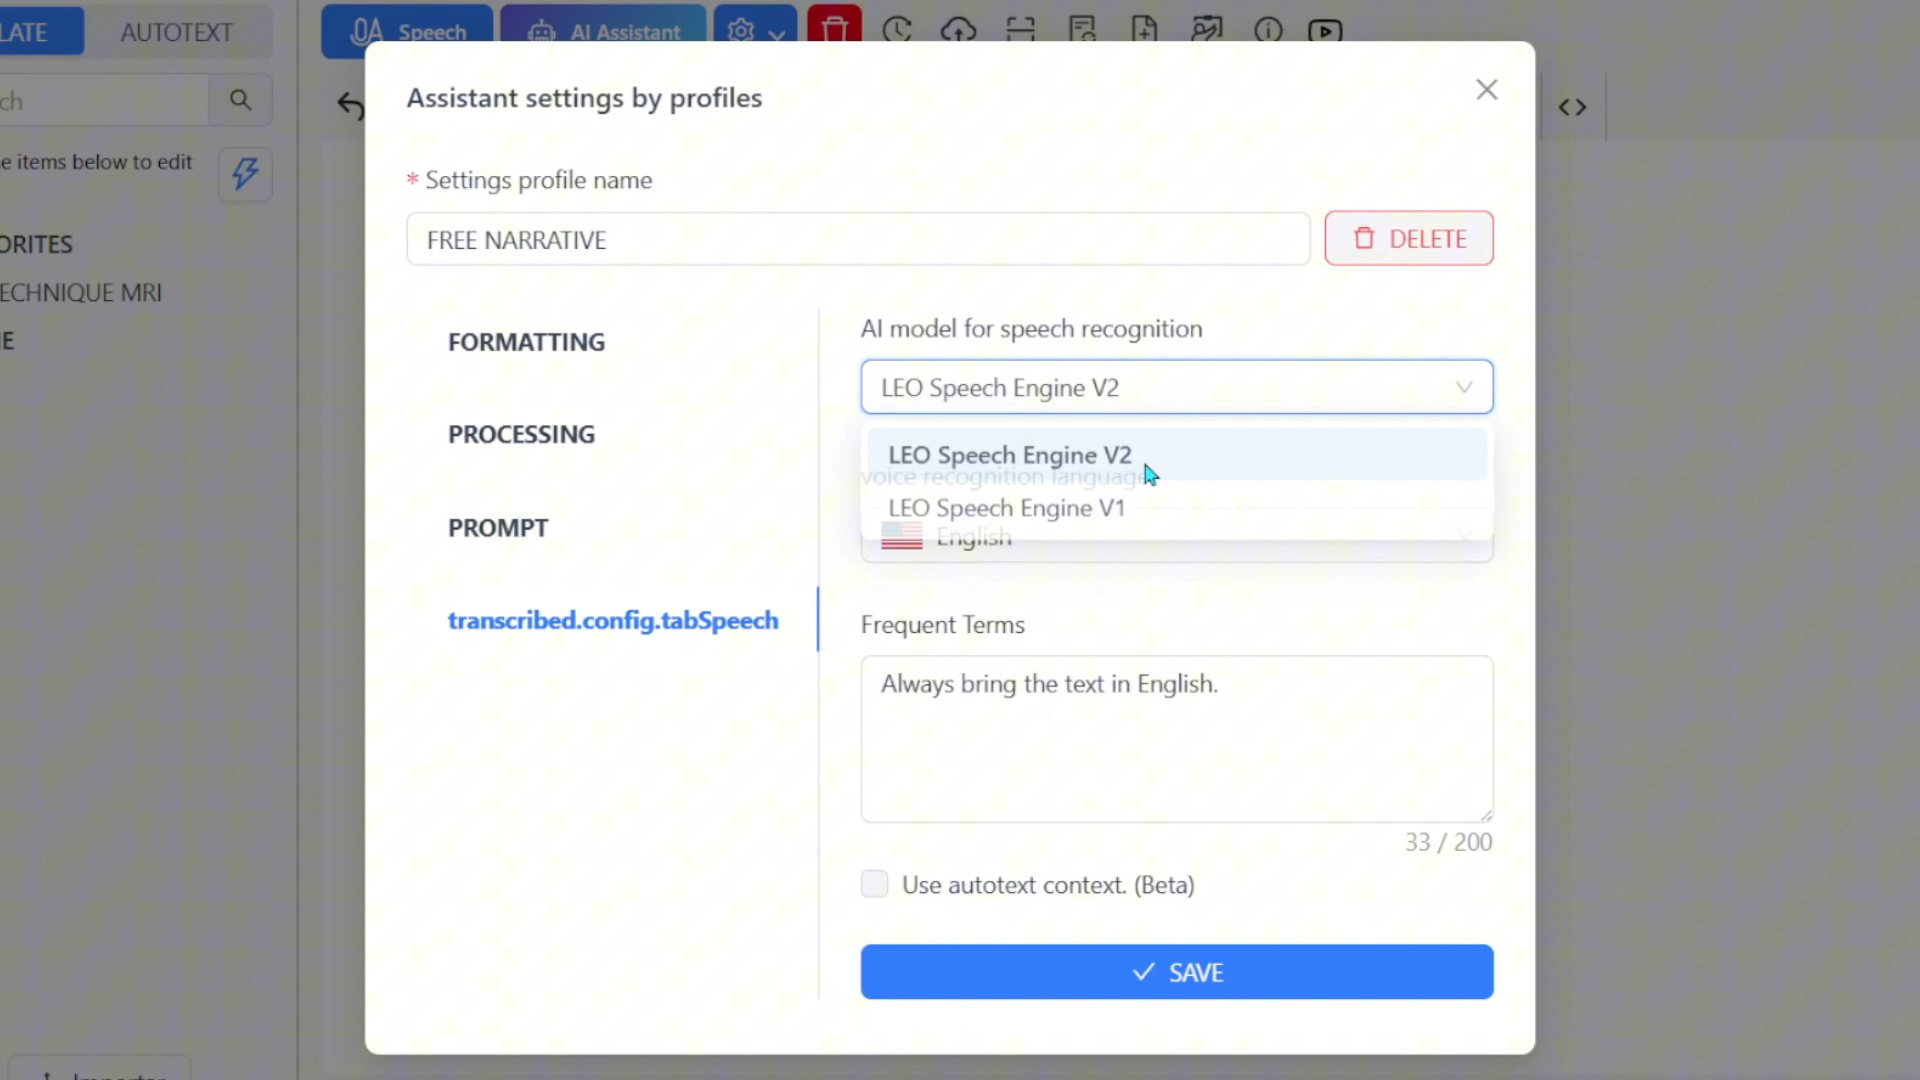 LATE
AUTOTEXT
Speech
AI Assistant
ch
e items below to edit
ORITES
ECHNIQUE MRI
E
Assistant settings by profiles
* Settings profile name
FREE NARRATIVE
DELETE
FORMATTING
PROCESSING
PROMPT
transcribed.config.tabSpeech
AI model for speech recognition
LEO Speech Engine V2
LEO Speech Engine V2
voice recognition language
LEO Speech Engine V1
English
Frequent Terms
Always bring the text in English.
33 / 200
Use autotext context. (Beta)
SAVE